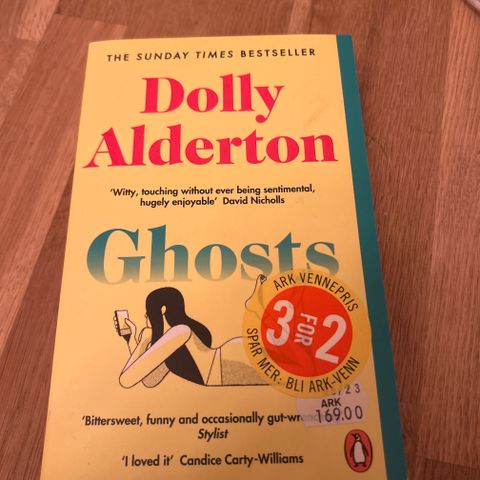 THE SUNDAY TIMES BESTSELLER
Dolly
Alderton
'Witty, touching without ever being sentimental,
hugely enjoyable' David Nicholls
Ghosts
ARK VENNEPRIS
3 FOR 2
SPAR MER: BLI ARK-VENN
/23
ARK
169.00
'Bittersweet, funny and occasionally
Stylist
'I loved it' Candice Carty-Williams